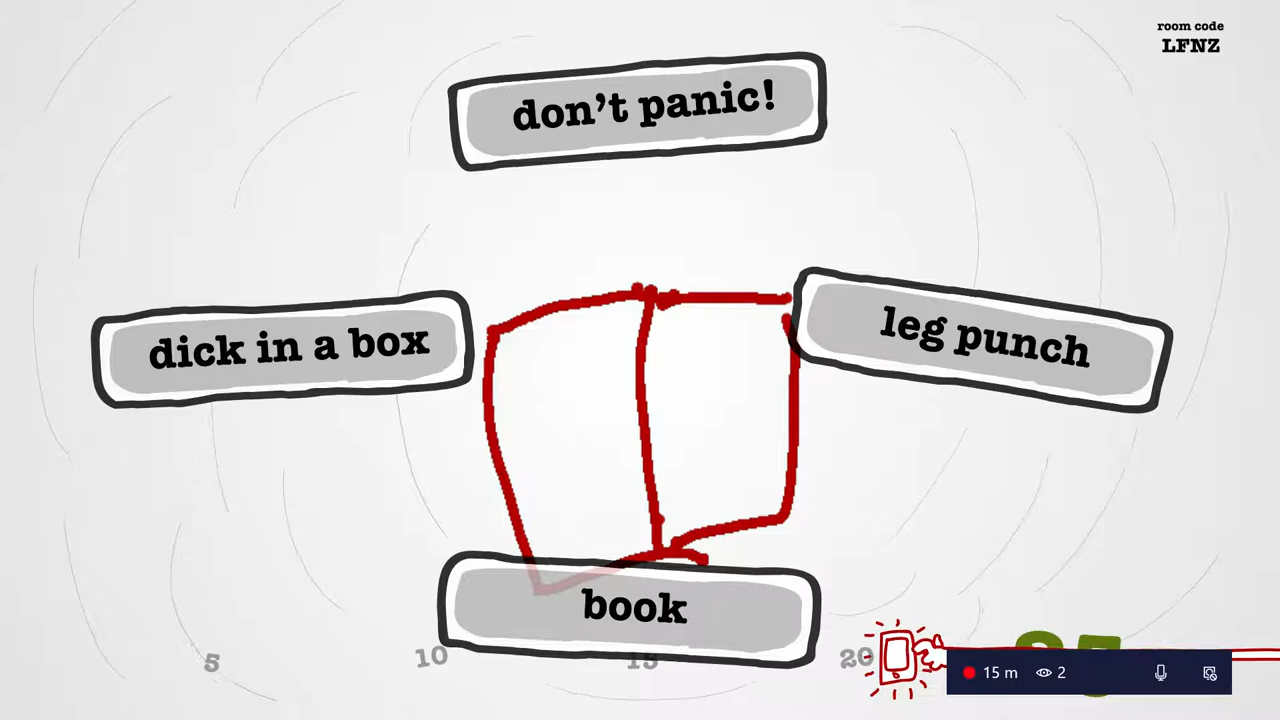 room code
LFNZ
don't panic!
dick in a box
leg punch
book
5
10
15
20
15 m
2